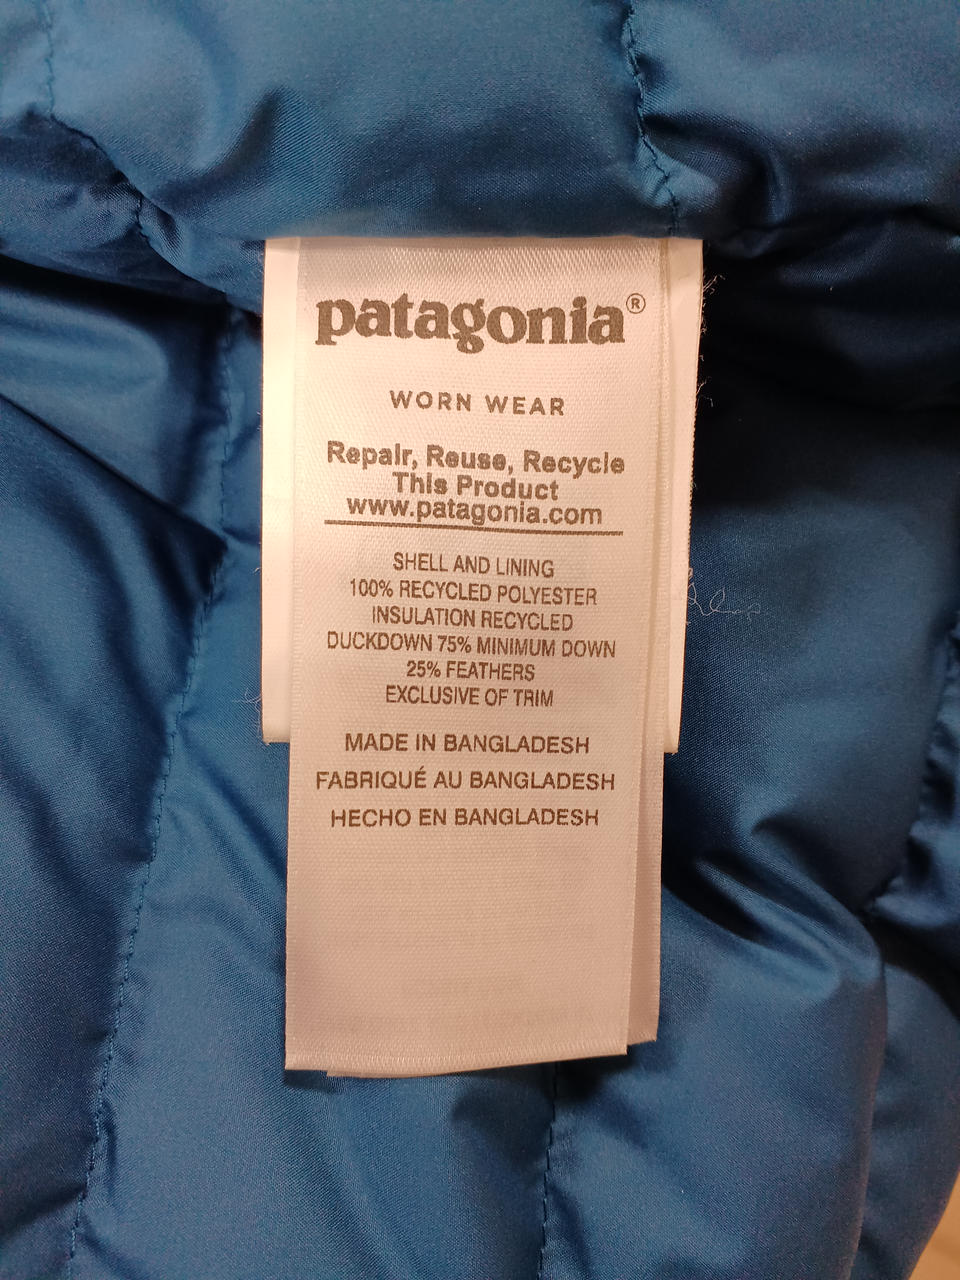 patagonia®
WORN WEAR
Repair, Reuse, Recycle
This Product
www.patagonia.com
SHELL AND LINING
100% RECYCLED POLYESTER
INSULATION RECYCLED
DUCKDOWN 75% MINIMUM DOWN
25% FEATHERS
EXCLUSIVE OF TRIM
MADE IN BANGLADESH
FABRIQUÉ AU BANGLADESH
HECHO EN BANGLADESH